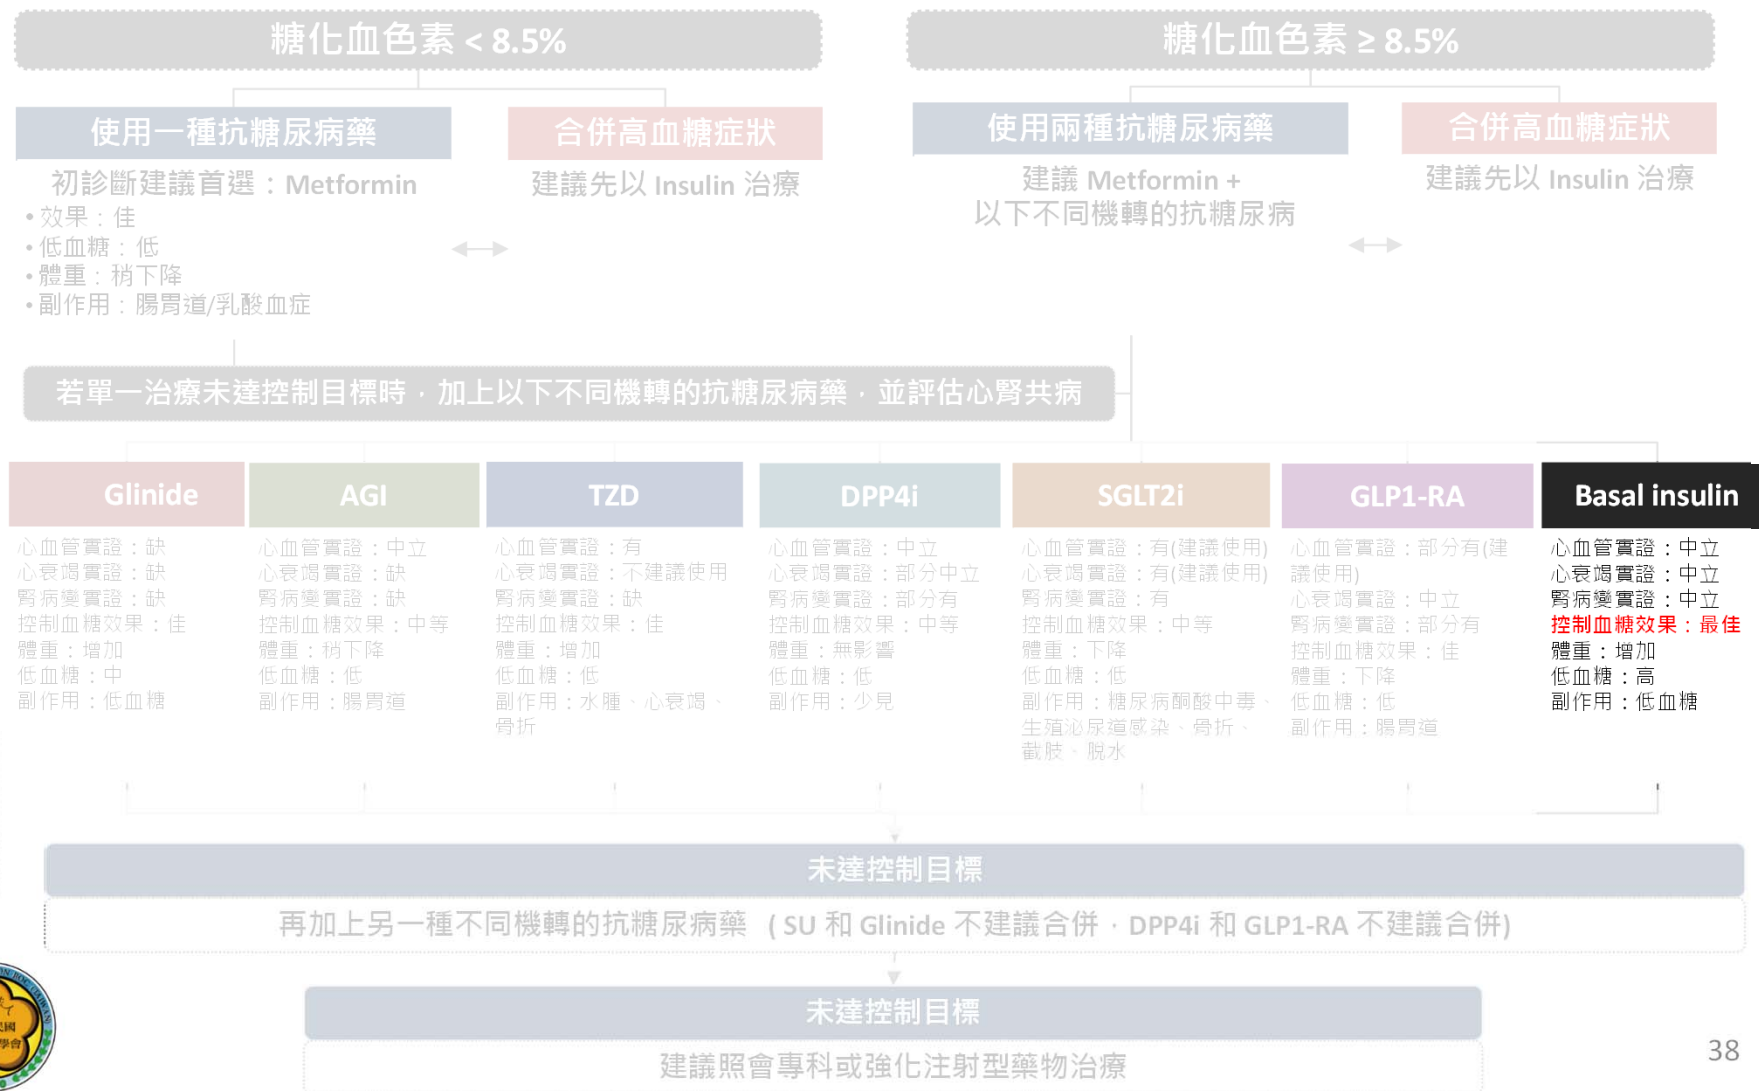 糖化血色素 < 8.5%
使用一種抗糖尿病藥
合併高血糖症狀
初診斷建議首選：Metformin
• 效果：佳
• 低血糖：低
• 體重：稍下降
• 副作用：腸胃道/乳酸血症
建議先以 Insulin 治療
糖化血色素 ≥ 8.5%
使用兩種抗糖尿病藥
合併高血糖症狀
建議 Metformin +
以下不同機轉的抗糖尿病
建議先以 Insulin 治療
若單一治療未達控制目標時，加上以下不同機轉的抗糖尿病藥，並評估心腎共病
Glinide
心血管實證：缺
心衰竭實證：缺
腎病變實證：缺
控制血糖效果：佳
體重：增加
低血糖：中
副作用：低血糖
AGI
心血管實證：中立
心衰竭實證：缺
腎病變實證：缺
控制血糖效果：中等
體重：稍下降
低血糖：低
副作用：腸胃道
TZD
心血管實證：有
心衰竭實證：不建議使用
腎病變實證：缺
控制血糖效果：佳
體重：增加
低血糖：低
副作用：水腫、心衰竭、
骨折
DPP4i
心血管實證：中立
心衰竭實證：部分中立
腎病變實證：部分有
控制血糖效果：中等
體重：無影響
低血糖：低
副作用：少見
SGLT2i
心血管實證：有(建議使用)
心衰竭實證：有(建議使用)
腎病變實證：有
控制血糖效果：中等
體重：下降
低血糖：低
副作用：糖尿病酮酸中毒、
生殖泌尿道感染、骨折、
截肢、脫水
GLP1-RA
心血管實證：部分有(建
議使用)
心衰竭實證：中立
腎病變實證：部分有
控制血糖效果：佳
體重：下降
低血糖：低
副作用：腸胃道
Basal insulin
心血管實證：中立
心衰竭實證：中立
腎病變實證：中立
控制血糖效果：最佳
體重：增加
低血糖：高
副作用：低血糖
未達控制目標
再加上另一種不同機轉的抗糖尿病藥 ( SU 和 Glinide 不建議合併，DPP4i 和 GLP1-RA 不建議合併)
未達控制目標
建議照會專科或強化注射型藥物治療
38